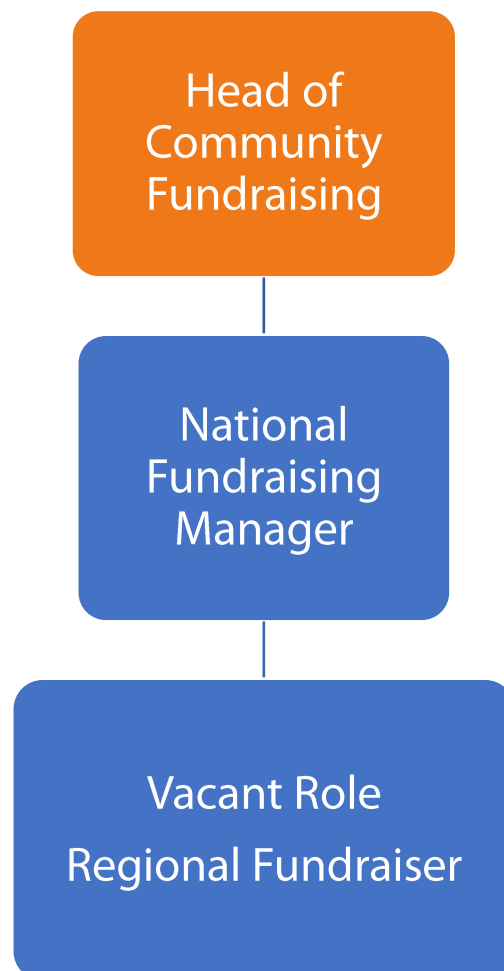 Head of
Community
Fundraising
National
Fundraising
Manager
Vacant Role
Regional Fundraiser